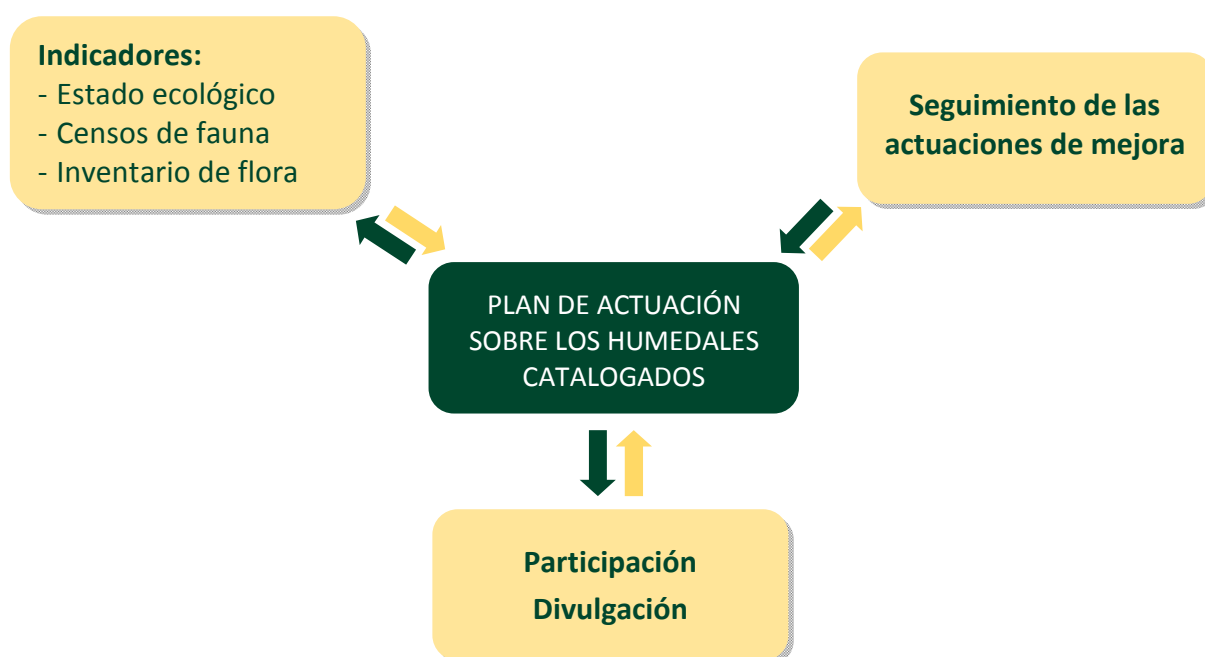 Indicadores:
- Estado ecológico
- Censos de fauna
- Inventario de flora
Seguimiento de las
actuaciones de mejora
PLAN DE ACTUACIÓN
SOBRE LOS HUMEDALES
CATALOGADOS
Participación
Divulgación